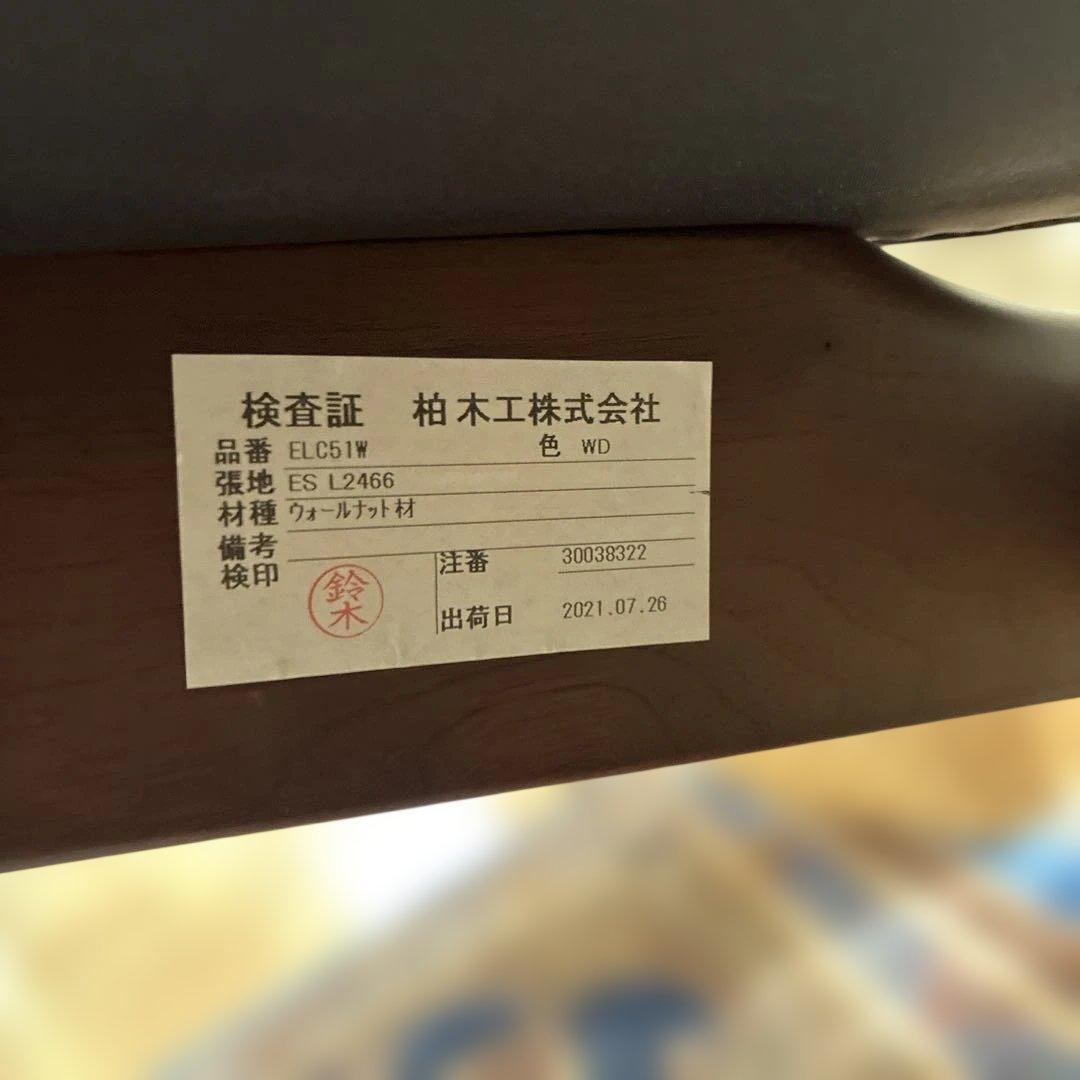 検査証 柏木工株式会社
品番 ELC51W 色 WD
張地 ES L2466
材種 ウォールナット材
備考
検印 鈴木
注番 30038322
出荷日 2021.07.26